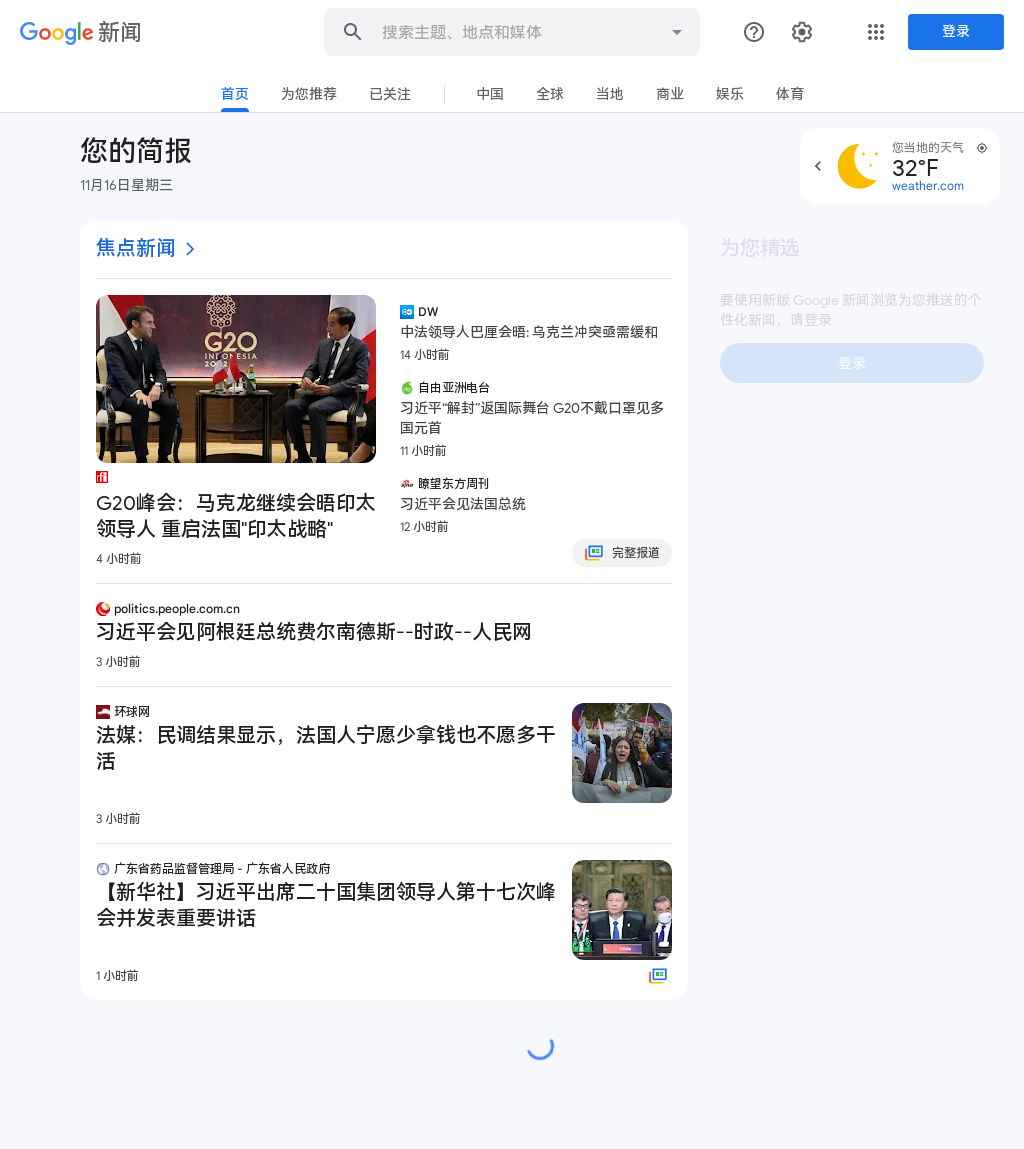 Google 新闻
搜索主题、地点和媒体
登录
首页
为您推荐
已关注
中国
全球
当地
商业
娱乐
体育
您的简报
11月16日星期三
您当地的天气
32°F
weather.com
焦点新闻
为您精选
要使用新版 Google 新闻浏览为您推送的个
性化新闻，请登录
登录
G20
INDONESIA
G20峰会：马克龙继续会晤印太
领导人 重启法国"印太战略"
4 小时前
DW
中法领导人巴厘会晤: 乌克兰冲突亟需缓和
14 小时前
自由亚洲电台
习近平“解封”返国际舞台 G20不戴口罩见多
国元首
11 小时前
瞭望东方周刊
习近平会见法国总统
12 小时前
完整报道
politics.people.com.cn
习近平会见阿根廷总统费尔南德斯--时政--人民网
3 小时前
环球网
法媒：民调结果显示，法国人宁愿少拿钱也不愿多干
活
3 小时前
广东省药品监督管理局 - 广东省人民政府
【新华社】习近平出席二十国集团领导人第十七次峰
会并发表重要讲话
1 小时前